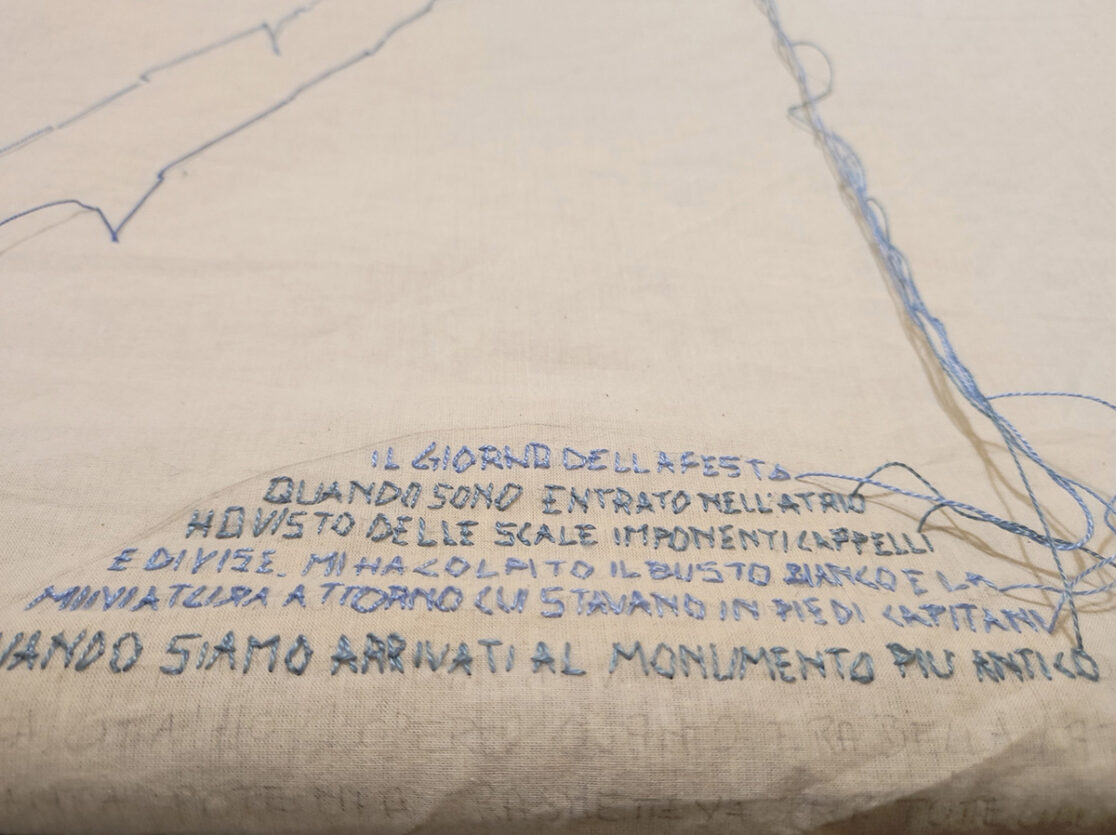 IL GIORNO DELLA FESTA
QUANDO SONO ENTRATO NELL'ATRIO
HO VISTO DELLE SCALE IMPONENTI CAPPELLI
E DIVISE. MI HA COLPITO IL BUSTO BIANCO E LA
MINIATURA ATTORNO CUI STAVANO IN PIEDI CAPITANI
UANDO SIAMO ARRIVATI AL MONUMENTO PIU ANTICO